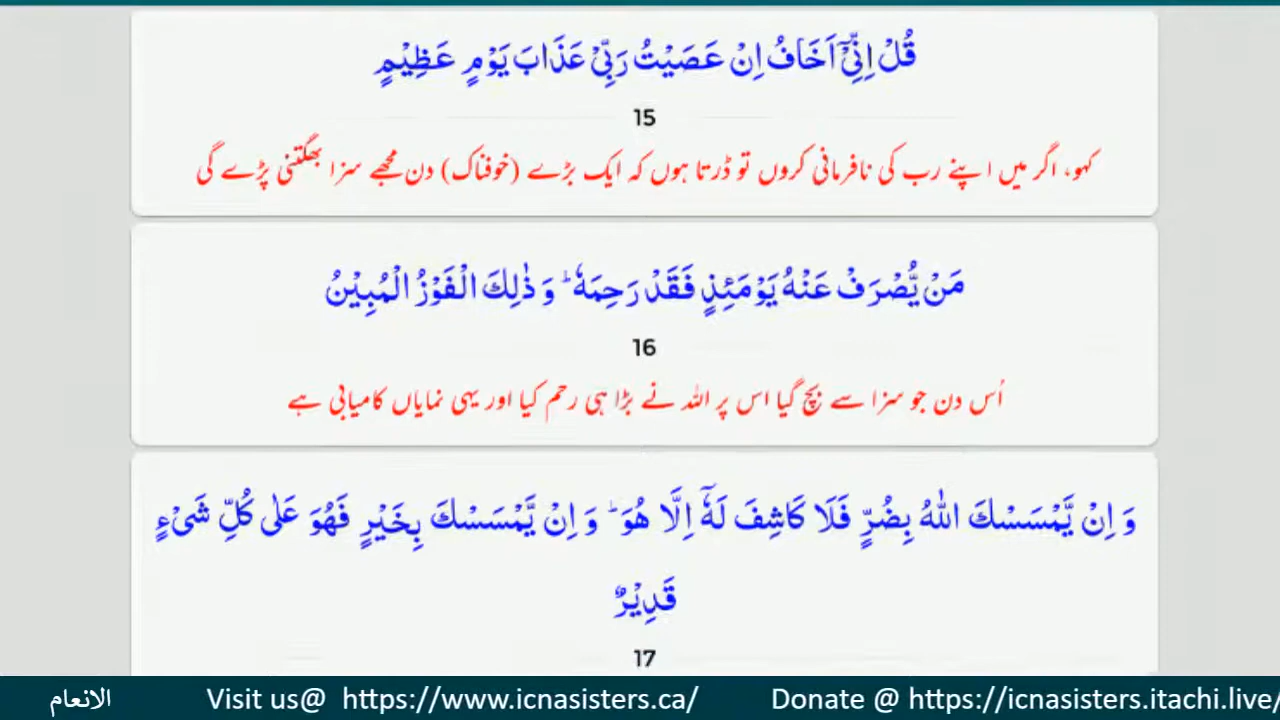 قُلْ اِنِّیْۤ اَخَافُ اِنْ عَصَیْتُ رَبِّیْ عَذَابَ یَوْمٍ عَظِیْمٍ
15
کہو، اگر میں اپنے رب کی نافرمانی کروں تو ڈرتا ہوں کہ ایک بڑے (خوفناک) دن مجھے سزا بھگتنی پڑے گی
مَنْ یُّصْرَفْ عَنْهُ یَوْمَىِٕذٍ فَقَدْ رَحِمَهٗ ؕ وَ ذٰلِكَ الْفَوْزُ الْمُبِیْنُ
16
اُس دن جو سزا سے بچ گیا اس پر اللہ نے بڑا ہی رحم کیا اور یہی نمایاں کامیابی ہے
وَ اِنْ یَّمْسَسْكَ اللّٰهُ بِضُرٍّ فَلَا كَاشِفَ لَهٗۤ اِلَّا هُوَ ؕ وَ اِنْ یَّمْسَسْكَ بِخَیْرٍ فَهُوَ عَلٰى كُلِّ شَیْءٍ
قَدِیْرٌ
17
الانعام Visit us@ https://www.icnasisters.ca/ Donate @ https://icnasisters.itachi.live/